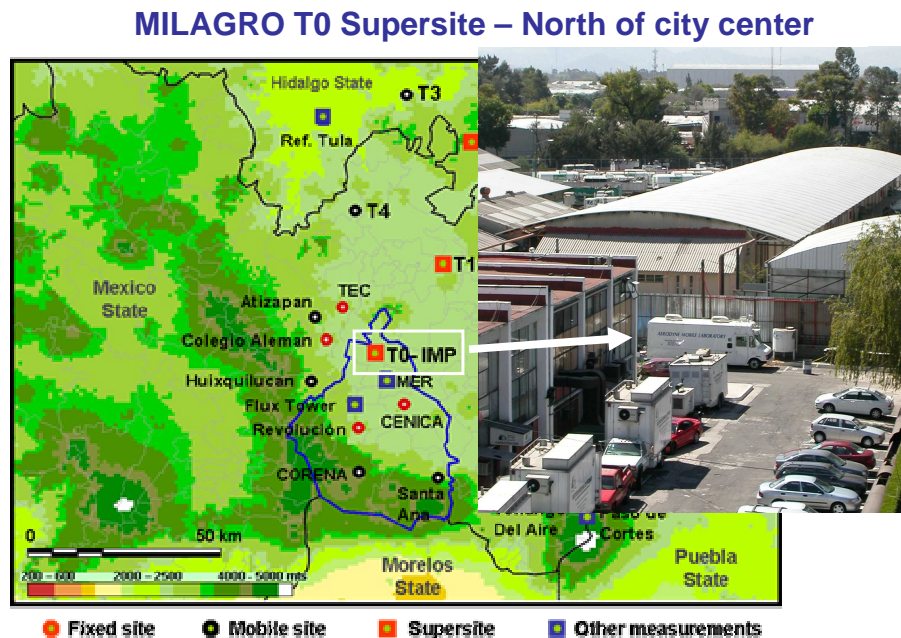 MILAGRO T0 Supersite – North of city center
Hidalgo State
T3
Ref. Tula
T4
T1
Mexico
State
TEC
Atizapan
Colegio Aleman
T0-IMP
Huixquilucan
MER
Flux Tower
CENICA
Revolución
CORENA
Santa
Ana
AERODYNE MOBILE LABORATORY
Del Aire
Paso de
Cortes
0
50 km
Morelos
State
Puebla
State
200 - 600
2000 - 2500
4000 - 5000 mts
Fixed site
Mobile site
Supersite
Other measurements